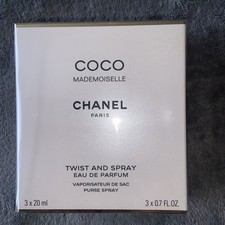 COCO
MADEMOISELLE
CHANEL
PARIS
TWIST AND SPRAY
EAU DE PARFUM
VAPORISATEUR DE SAC
PURSE SPRAY
3 x 20 ml 3 x 0.7 FL.OZ.